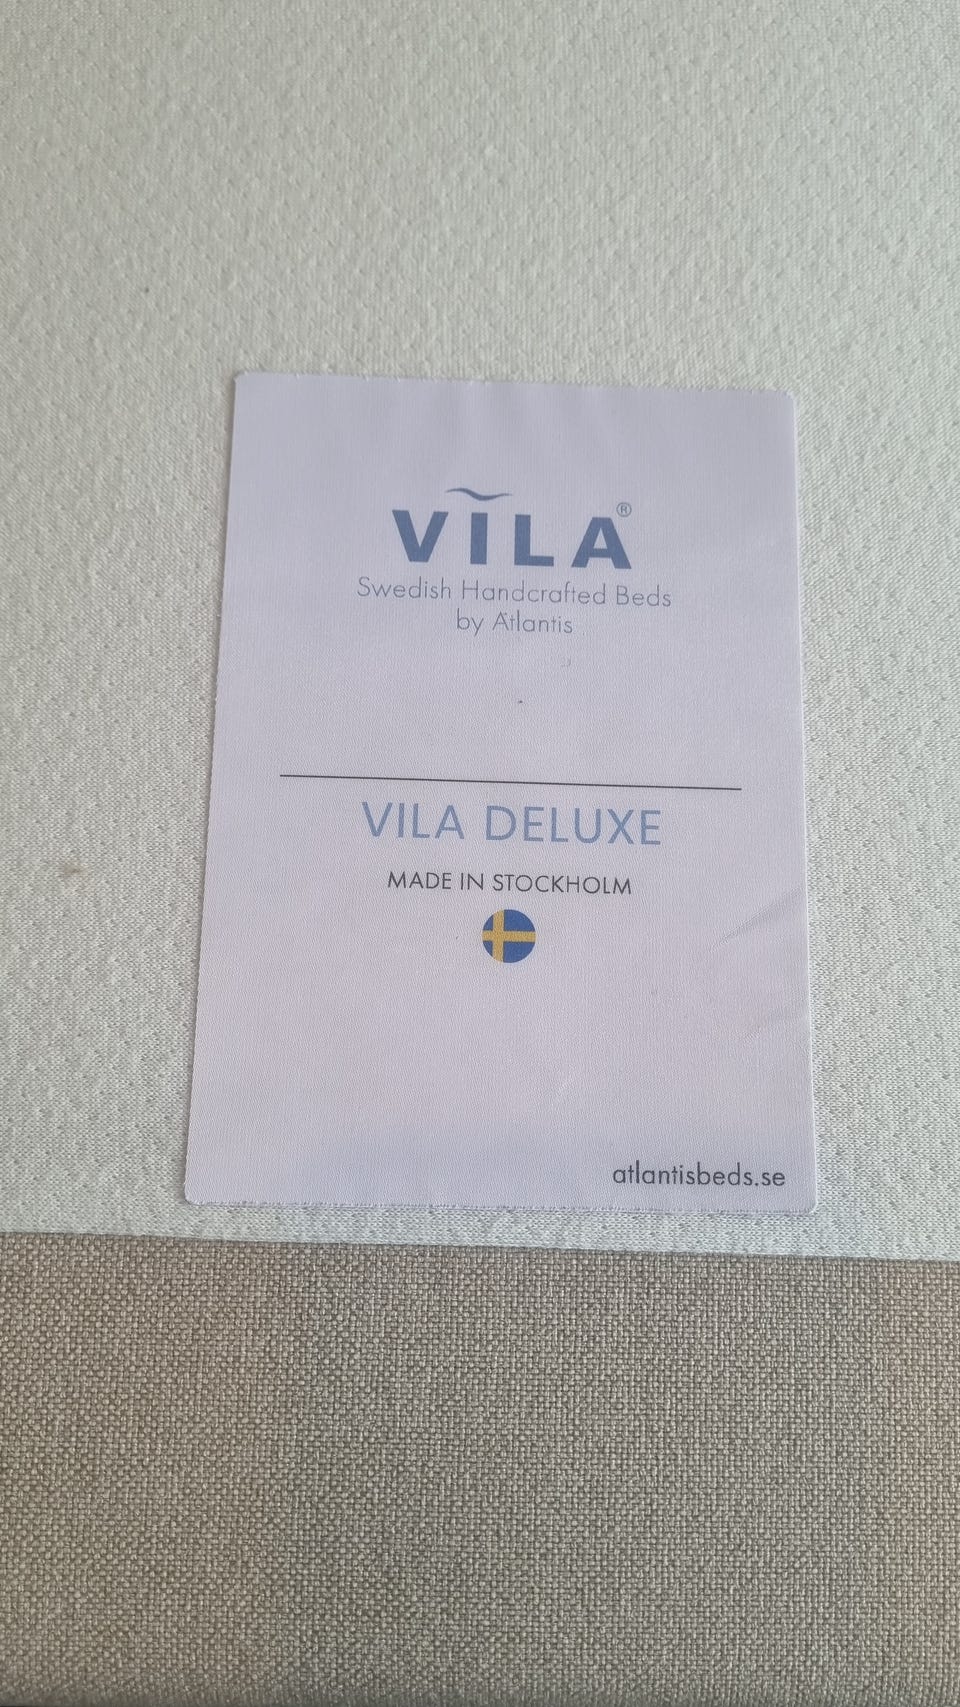 VILA®
Swedish Handcrafted Beds
by Atlantis
VILA DELUXE
MADE IN STOCKHOLM
atlantisbeds.se